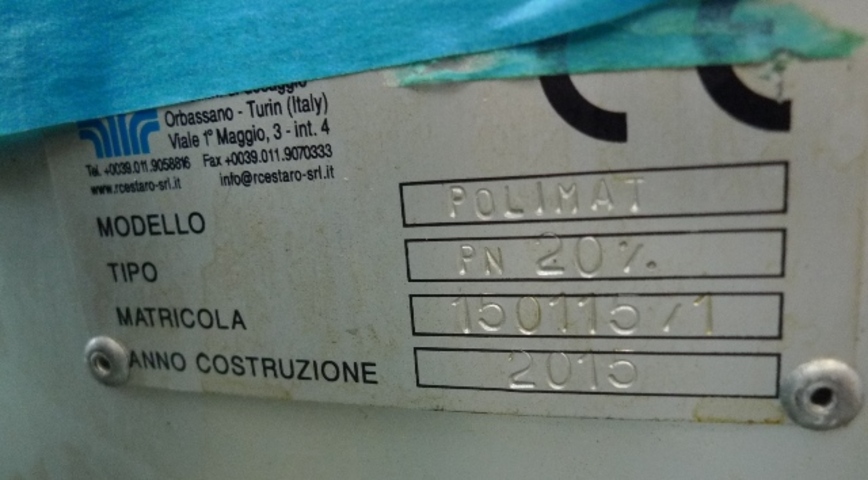 Orbassano - Turin (Italy)
Viale 1° Maggio, 3 - int. 4
Tel. +0039.011.9058816 Fax +0039.011.9070333
www.rcestaro-srl.it info@rcestaro-srl.it
MODELLO POLIMAT
TIPO PN 20%.
MATRICOLA 150115/1
ANNO COSTRUZIONE 2015